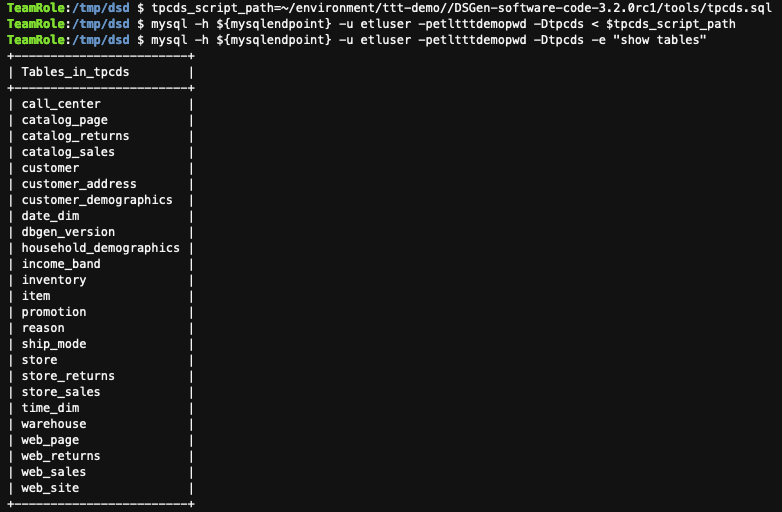 TeamRole:/tmp/dsd $ tpcds_script_path=~/environment/ttt-demo//DSGen-software-code-3.2.0rc1/tools/tpcds.sql
TeamRole:/tmp/dsd $ mysql -h ${mysqlendpoint} -u etluser -petltttdemopwd -Dtpcds < $tpcds_script_path
TeamRole:/tmp/dsd $ mysql -h ${mysqlendpoint} -u etluser -petltttdemopwd -Dtpcds -e "show tables"
+------------------------+
| Tables_in_tpcds        |
+------------------------+
| call_center            |
| catalog_page           |
| catalog_returns        |
| catalog_sales          |
| customer               |
| customer_address       |
| customer_demographics  |
| date_dim               |
| dbgen_version          |
| household_demographics |
| income_band            |
| inventory              |
| item                   |
| promotion              |
| reason                 |
| ship_mode              |
| store                  |
| store_returns          |
| store_sales            |
| time_dim               |
| warehouse              |
| web_page               |
| web_returns            |
| web_sales              |
| web_site               |
+------------------------+